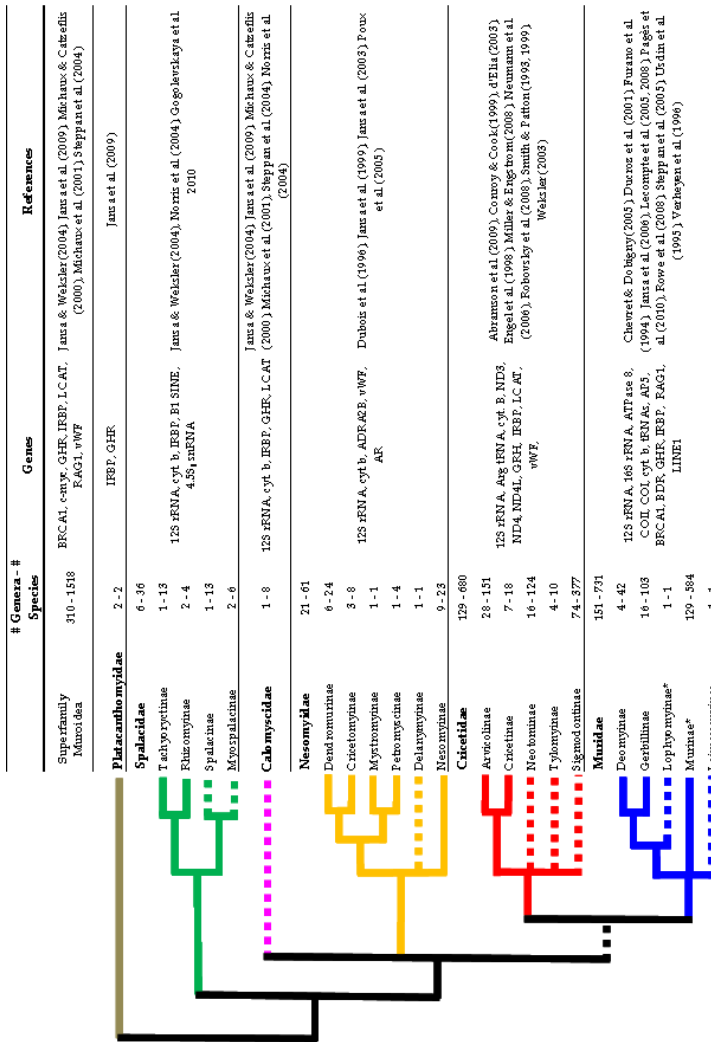 # Genera - # Species Genes References
Superfamily Muroidea 310 - 1518 BRCA1, c-myc, GHR, IRBP, LCAT, RAG1, vWF Jansa & Weksler (2004), Jansa et al (2009), Michaux & Catzeflis (2000), Michaux et al (2001), Steppan et al (2004)
Platacanthomyidae 2 - 2 IRBP, GHR Jansa et al (2009)
Spalacidae 6 - 36
Tachyoryctinae 1 - 13 12S rRNA, cyt b, IRBP, B1 SINE, 4.5SI snRNA Jansa & Weksler (2004), Norris et al (2004), Gogolevskaya et al 2010
Rhizomyinae 2 - 4
Spalacinae 1 - 13
Myospalacinae 2 - 6
Calomyscidae 1 - 8 12S rRNA, cyt b, IRBP, GHR, LCAT Jansa & Weksler (2004), Jansa et al (2009), Michaux & Catzeflis (2000), Michaux et al (2001), Steppan et al (2004), Norris et al (2004)
Nesomyidae 21 - 61
Dendromurinae 6 - 24 12S rRNA, cyt b, ADRA2B, vWF, AR Dubois et al (1996), Jansa et al (1999), Jansa et al (2003), Poux et al (2005)
Cricetomyinae 3 - 8
Mystromyinae 1 - 1
Petromyscinae 1 - 4
Delanymyinae 1 - 1
Nesomyinae 9 - 23
Cricetidae 129 - 680
Arvicolinae 28 - 151 12S rRNA, Arg tRNA, cyt. B, ND3, ND4, ND4L, GRH, IRBP, LCAT, vWF, Abramson et al (2009), Conroy & Cook(1999), d'Elia (2003), Engel et al (1998), Miller & Engstrom (2008), Neumann et al (2006), Robovsky et al (2008), Smith & Patton (1993, 1999), Weksler (2003)
Cricetinae 7 - 18
Neotominae 16 - 124
Tylomyinae 4 - 10
Sigmodontinae 74 - 377
Muridae 151 - 731
Deomyinae 4 - 42 12S rRNA, 16S rRNA, ATPase 8, COII, COI, cyt b, tRNAs, AP5, BRCA1, BDR, GHR, IRBP, RAG1, LINE1 Chevret & Dobigny (2005), Ducroz et al (2001), Furano et al (1994), Jansa et al (2006), Lecompte et al (2005, 2008), Pagès et al (2010), Rowe et al (2008), Steppan et al (2005), Usdin et al (1995), Verheyen et al (1996)
Gerbillinae 16 - 103
Lophyomyinae* 1 - 1
Murinae* 129 - 584